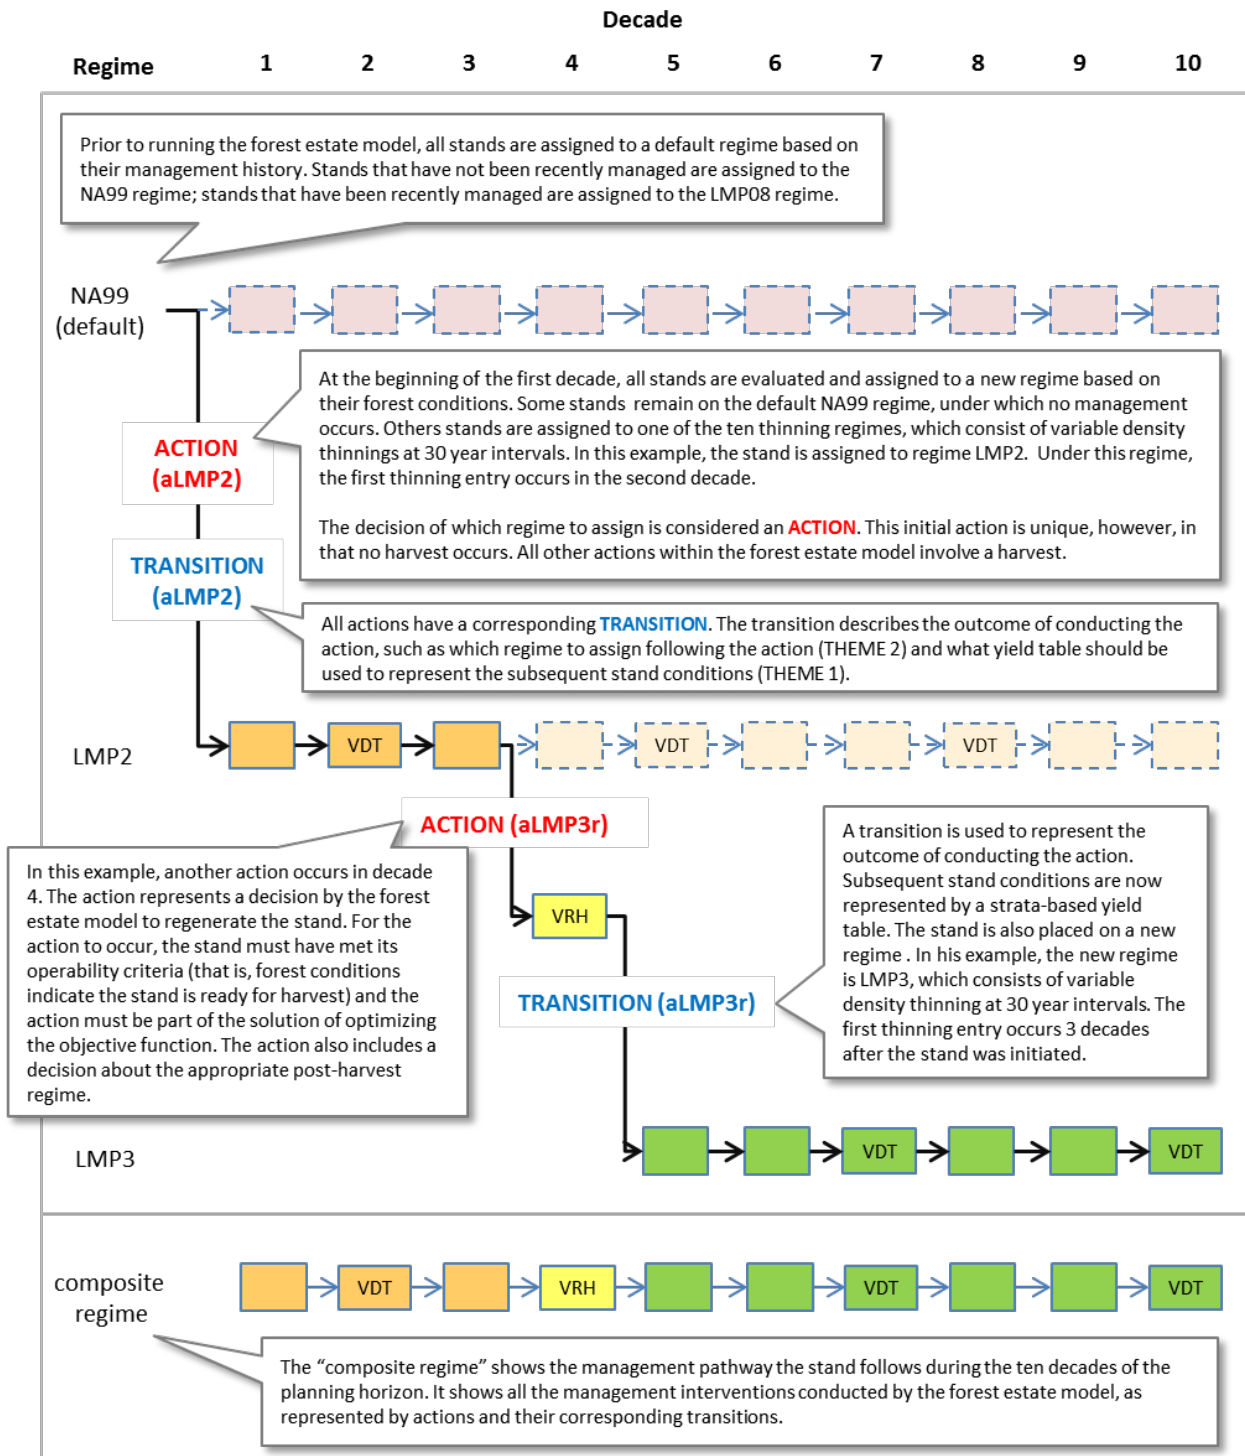 Decade
Regime 1 2 3 4 5 6 7 8 9 10
Prior to running the forest estate model, all stands are assigned to a default regime based on
their management history. Stands that have not been recently managed are assigned to the
NA99 regime; stands that have been recently managed are assigned to the LMP08 regime.
NA99
(default)
At the beginning of the first decade, all stands are evaluated and assigned to a new regime based on
their forest conditions. Some stands remain on the default NA99 regime, under which no management
occurs. Others stands are assigned to one of the ten thinning regimes, which consist of variable density
thinnings at 30 year intervals. In this example, the stand is assigned to regime LMP2. Under this regime,
the first thinning entry occurs in the second decade.
The decision of which regime to assign is considered an ACTION. This initial action is unique, however, in
that no harvest occurs. All other actions within the forest estate model involve a harvest.
ACTION
(aLMP2)
TRANSITION
(aLMP2)
All actions have a corresponding TRANSITION. The transition describes the outcome of conducting the
action, such as which regime to assign following the action (THEME 2) and what yield table should be
used to represent the subsequent stand conditions (THEME 1).
LMP2
VDT VDT VDT
ACTION (aLMP3r)
In this example, another action occurs in decade
4. The action represents a decision by the forest
estate model to regenerate the stand. For the
action to occur, the stand must have met its
operability criteria (that is, forest conditions
indicate the stand is ready for harvest) and the
action must be part of the solution of optimizing
the objective function. The action also includes a
decision about the appropriate post-harvest
regime.
VRH
TRANSITION (aLMP3r)
A transition is used to represent the
outcome of conducting the action.
Subsequent stand conditions are now
represented by a strata-based yield
table. The stand is also placed on a new
regime . In his example, the new regime
is LMP3, which consists of variable
density thinning at 30 year intervals. The
first thinning entry occurs 3 decades
after the stand was initiated.
LMP3
VDT VDT
composite
regime
VDT VRH VDT VDT
The “composite regime” shows the management pathway the stand follows during the ten decades of the
planning horizon. It shows all the management interventions conducted by the forest estate model, as
represented by actions and their corresponding transitions.